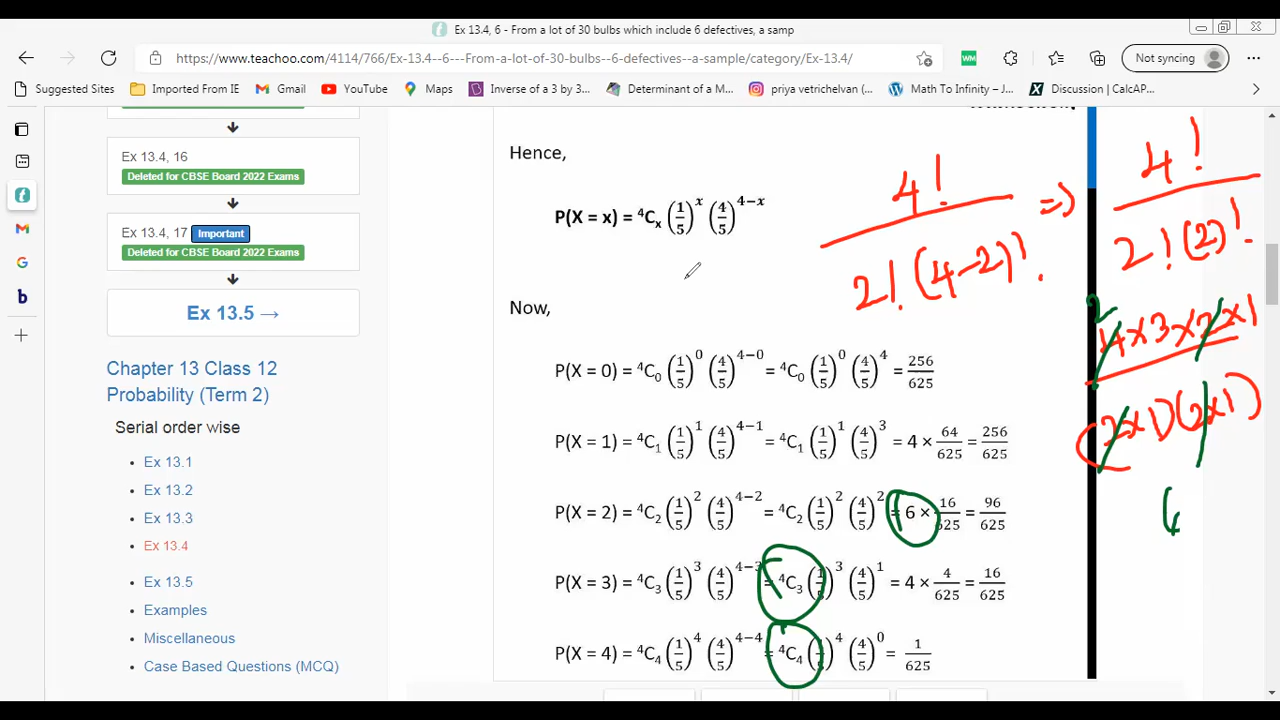 Ex 13.4, 6 - From a lot of 30 bulbs which include 6 defectives, a samp
https://www.teachoo.com/4114/766/Ex-13.4--6---From-a-lot-of-30-bulbs--6-defectives--a-sample/category/Ex-13.4/
WM
Not syncing
Suggested Sites
Imported From IE
Gmail
YouTube
Maps
Inverse of a 3 by 3...
Determinant of a M...
priya vetrichelvan (...
Math To Infinity – J...
Discussion | CalcAP...
Ex 13.4, 16
Deleted for CBSE Board 2022 Exams
Ex 13.4, 17 Important
Deleted for CBSE Board 2022 Exams
Ex 13.5 →
Chapter 13 Class 12
Probability (Term 2)
Serial order wise
Ex 13.1
Ex 13.2
Ex 13.3
Ex 13.4
Ex 13.5
Examples
Miscellaneous
Case Based Questions (MCQ)
Hence,
P(X = x) = ⁴Cₓ (1/5)^x (4/5)^(4−x)
Now,
P(X = 0) = ⁴C₀ (1/5)^0 (4/5)^(4−0) = ⁴C₀ (1/5)^0 (4/5)^4 = 256/625
P(X = 1) = ⁴C₁ (1/5)^1 (4/5)^(4−1) = ⁴C₁ (1/5)^1 (4/5)^3 = 4 × 64/625 = 256/625
P(X = 2) = ⁴C₂ (1/5)^2 (4/5)^(4−2) = ⁴C₂ (1/5)^2 (4/5)^2 = 6 × 16/625 = 96/625
P(X = 3) = ⁴C₃ (1/5)^3 (4/5)^(4−3) = ⁴C₃ (1/5)^3 (4/5)^1 = 4 × 4/625 = 16/625
P(X = 4) = ⁴C₄ (1/5)^4 (4/5)^(4−4) = ⁴C₄ (1/5)^4 (4/5)^0 = 1/625
4!
2! (4−2)!
=>
4!
2! (2)!
2
4×3×2×1
(2×1)(2×1)